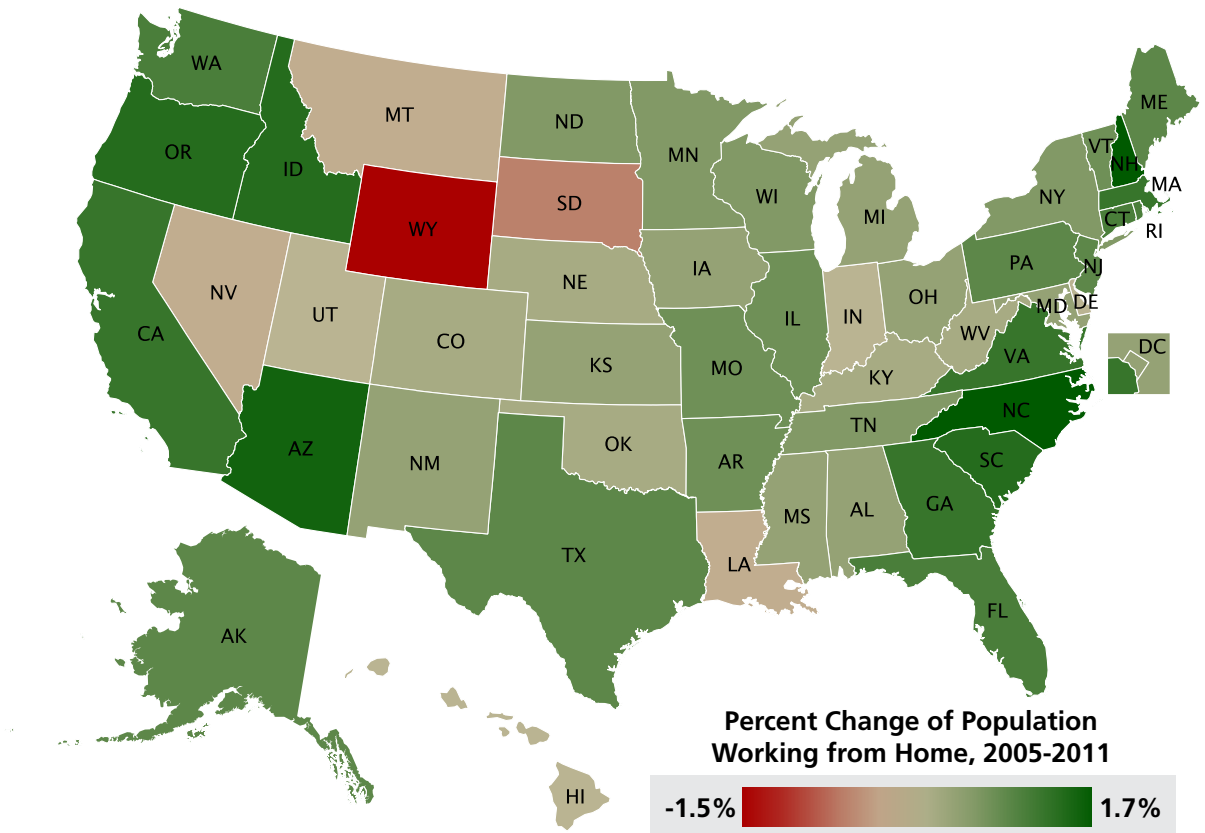 WA
MT
ND
MN
ME
OR
ID
SD
WI
VT
NH
WY
MI
NY
MA
CT
RI
NV
UT
NE
IA
PA
NJ
CO
IL
IN
OH
MD
DE
CA
KS
MO
WV
VA
DC
KY
AZ
NM
OK
AR
TN
NC
SC
MS
AL
GA
TX
LA
FL
AK
HI
Percent Change of Population
Working from Home, 2005-2011
-1.5% 1.7%